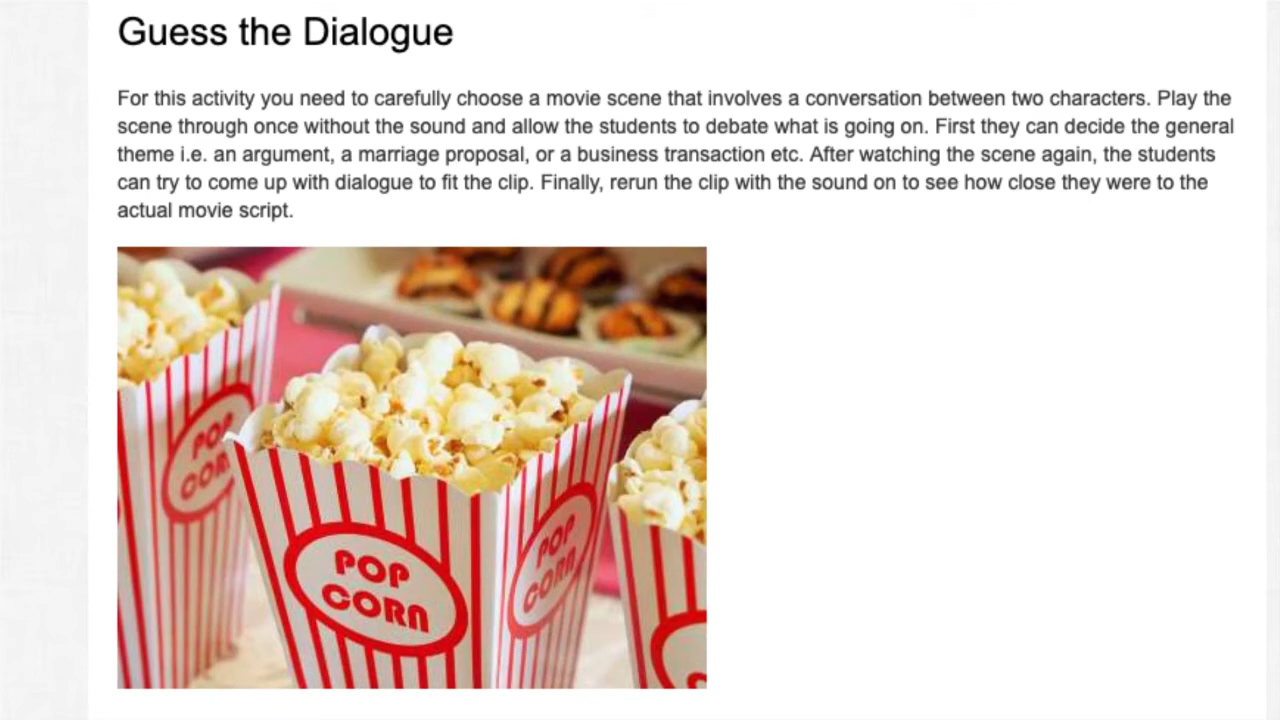 Guess the Dialogue
For this activity you need to carefully choose a movie scene that involves a conversation between two characters. Play the
scene through once without the sound and allow the students to debate what is going on. First they can decide the general
theme i.e. an argument, a marriage proposal, or a business transaction etc. After watching the scene again, the students
can try to come up with dialogue to fit the clip. Finally, rerun the clip with the sound on to see how close they were to the
actual movie script.
POP
COR
POP
CORN
POP
CORN